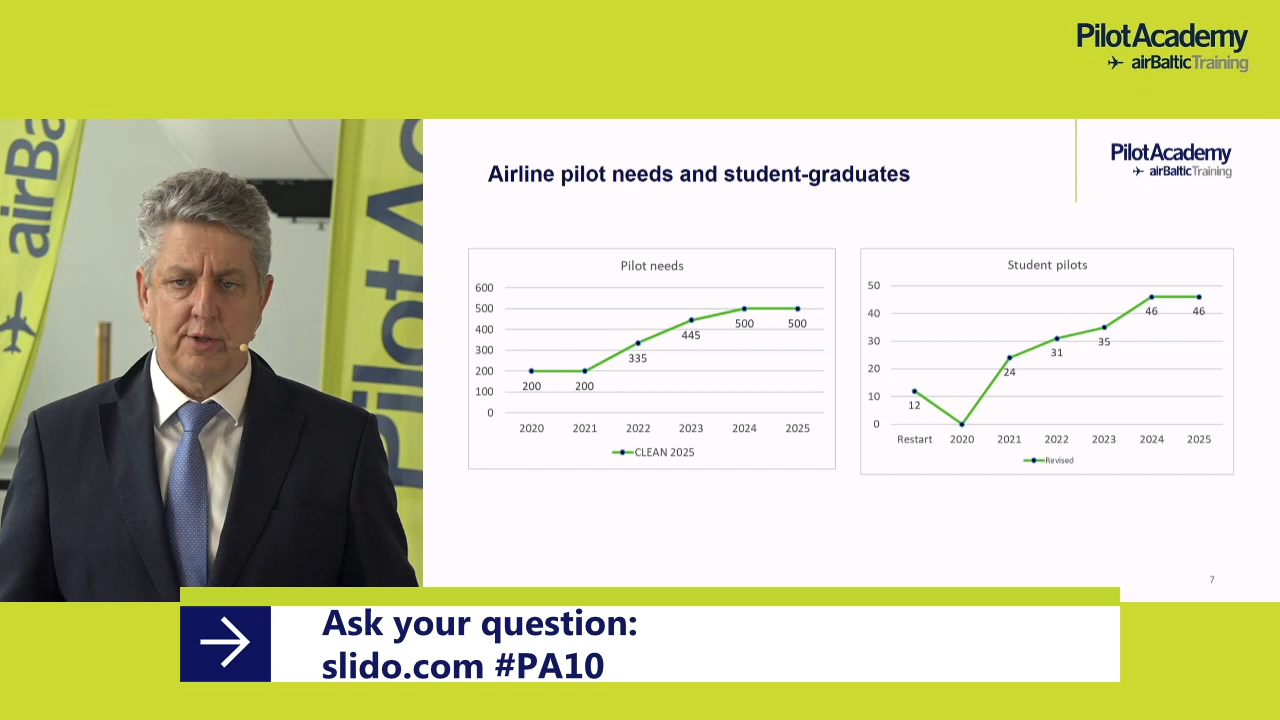 PilotAcademy
airBalticTraining
airBa
Pilot Ac
Airline pilot needs and student-graduates
PilotAcademy
airBalticTraining
Pilot needs
600
500
400
300
200
100
0
200
200
335
445
500
500
2020
2021
2022
2023
2024
2025
CLEAN 2025
Student pilots
50
40
30
20
10
0
12
24
31
35
46
46
Restart
2020
2021
2022
2023
2024
2025
Revised
7
Ask your question:
slido.com #PA10